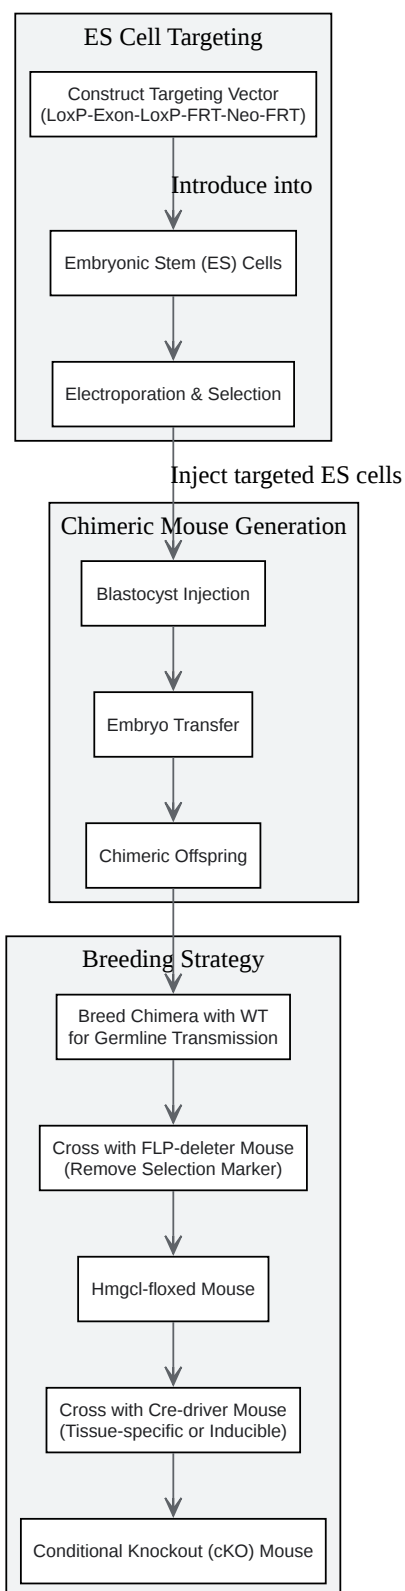 ES Cell Targeting
Construct Targeting Vector
(LoxP-Exon-LoxP-FRT-Neo-FRT)
Introduce into
Embryonic Stem (ES) Cells
Electroporation & Selection
Inject targeted ES cells
Chimeric Mouse Generation
Blastocyst Injection
Embryo Transfer
Chimeric Offspring
Breeding Strategy
Breed Chimera with WT
for Germline Transmission
Cross with FLP-deleter Mouse
(Remove Selection Marker)
Hmgcl-floxed Mouse
Cross with Cre-driver Mouse
(Tissue-specific or Inducible)
Conditional Knockout (cKO) Mouse